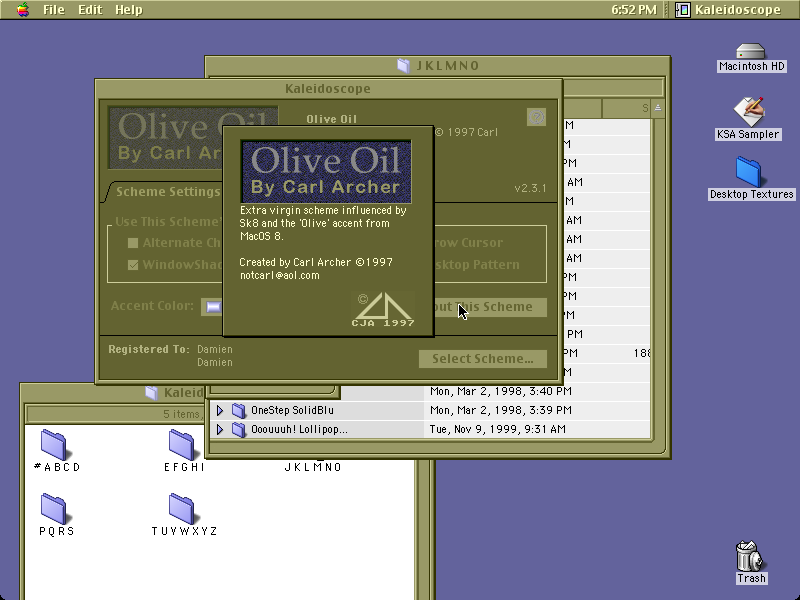 File Edit Help
6:52 PM
Kaleidoscope
JKLMNO
Macintosh HD
KSA Sampler
Desktop Textures
Trash
Kaleidoscope
Olive Oil
By Carl Ar
Olive Oil
© 1997 Carl
v2.3.1
Scheme Settings
Use This Scheme'
Alternate Ch
row Cursor
WindowShad
sktop Pattern
Accent Color:
out This Scheme
Registered To: Damien
Damien
Select Scheme...
Olive Oil
By Carl Archer
Extra virgin scheme influenced by
Sk8 and the 'Olive' accent from
MacOS 8.
Created by Carl Archer ©1997
notcarl@aol.com
©
CJA 1997
S
M
M
PM
AM
M
AM
AM
AM
PM
PM
M
PM
PM 188
M
Mon, Mar 2, 1998, 3:40 PM
OneStep SolidBlu Mon, Mar 2, 1998, 3:39 PM
Ooouuuh! Lollipop... Tue, Nov 9, 1999, 9:31 AM
Kaleid
5 items,
#ABCD
EFGHI
JKLMNO
PQRS
TUVWXYZ